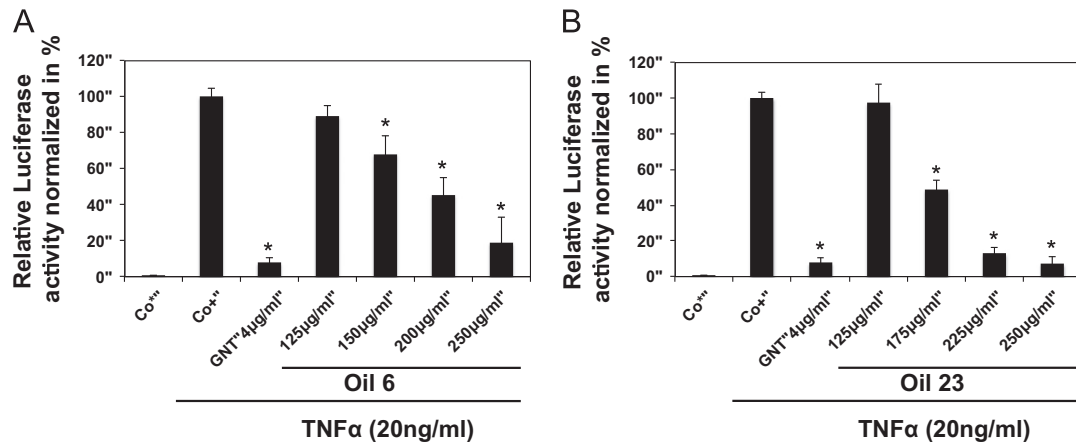 A
Relative Luciferase
activity normalized in %
120"
100"
80"
60"
40"
20"
0"
*
*
*
*
Co*"
Co+"
GNT"4µg/ml"
125µg/ml"
150µg/ml"
200µg/ml"
250µg/ml"
Oil 6
TNFα (20ng/ml)
B
Relative Luciferase
activity normalized in %
120"
100"
80"
60"
40"
20"
0"
*
*
*
*
Co*"
Co+"
GNT"4µg/ml"
125µg/ml"
175µg/ml"
225µg/ml"
250µg/ml"
Oil 23
TNFα (20ng/ml)